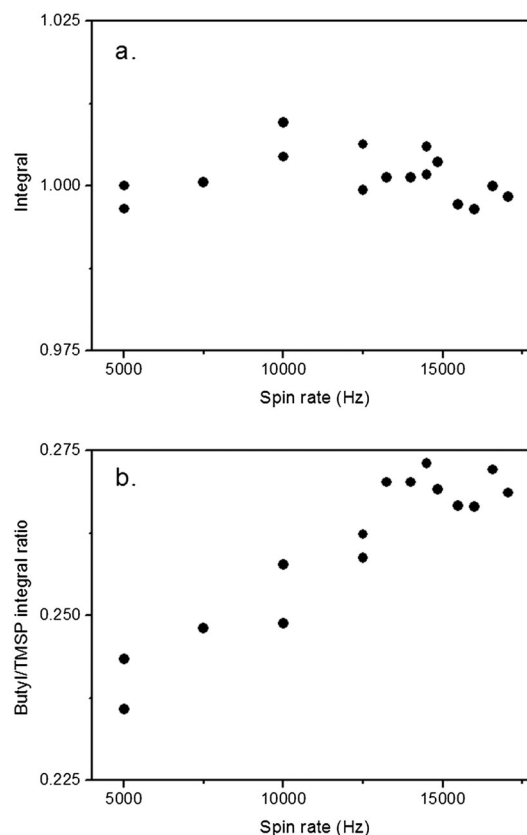 a.
1.025
1.000
0.975
Integral
5000 10000 15000
Spin rate (Hz)
b.
0.275
0.250
0.225
Butyl/TMSP integral ratio
5000 10000 15000
Spin rate (Hz)